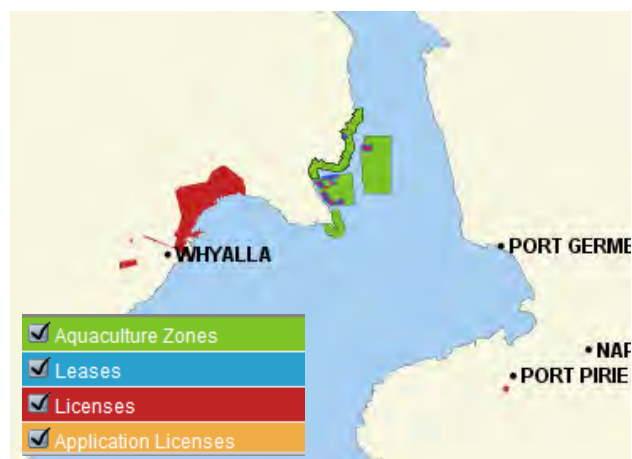 WHYALLA
PORT GERME
NAP
PORT PIRIE
Aquaculture Zones
Leases
Licenses
Application Licenses